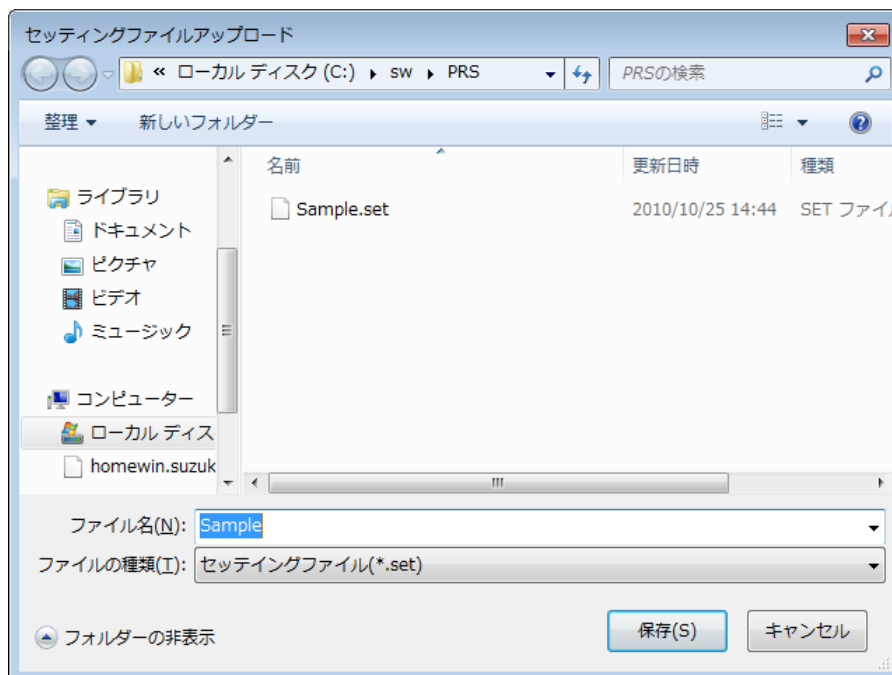 セッティングファイルアップロード
« ローカル ディスク (C:) ▸ sw ▸ PRS
PRSの検索
整理 ▼ 新しいフォルダー
名前 更新日時 種類
ライブラリ
ドキュメント
ピクチャ
ビデオ
ミュージック
コンピューター
ローカル ディス
homewin.suzuk
Sample.set 2010/10/25 14:44 SET ファイ
ファイル名(N): Sample
ファイルの種類(T): セッテイングファイル(*.set)
フォルダーの非表示
保存(S) キャンセル